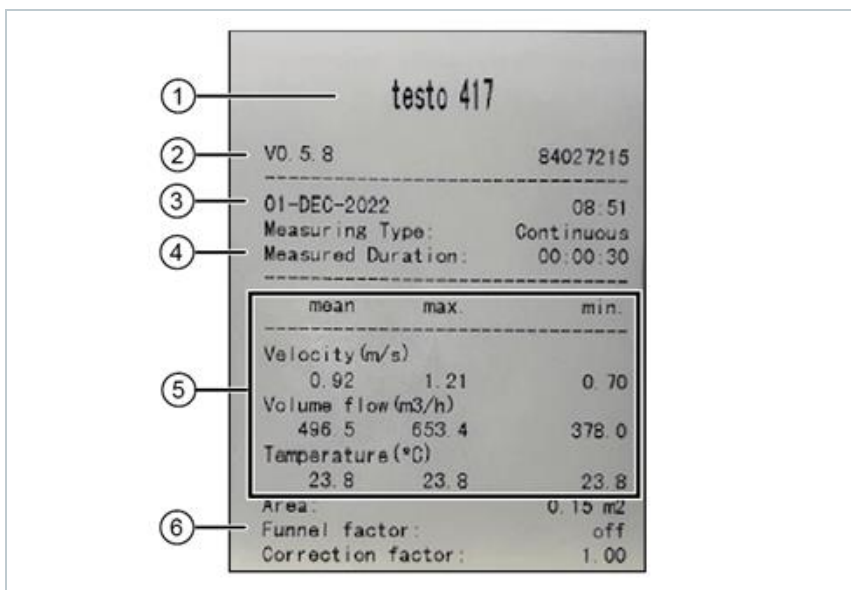 testo 417
① 
② V0.5.8 84027215
③ 01-DEC-2022 08:51
Measuring Type: Continuous
④ Measured Duration: 00:00:30
mean max. min.
Velocity(m/s)
0.92 1.21 0.70
⑤
Volume flow(m3/h)
496.5 653.4 378.0
Temperature(°C)
23.8 23.8 23.8
Area: 0.15 m2
⑥ Funnel factor: off
Correction factor: 1.00